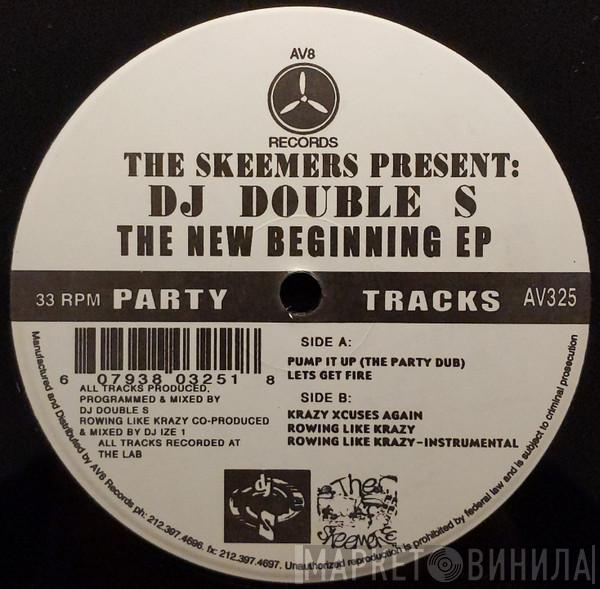 AV8
RECORDS
THE SKEEMERS PRESENT:
DJ DOUBLE S
THE NEW BEGINNING EP
33 RPM PARTY TRACKS AV325
6 07938 03251 8
ALL TRACKS PRODUCED,
PROGRAMMED & MIXED BY
DJ DOUBLE S
ROWING LIKE KRAZY CO-PRODUCED
& MIXED BY DJ IZE 1
ALL TRACKS RECORDED AT
THE LAB
SIDE A:
PUMP IT UP (THE PARTY DUB)
LETS GET FIRE
SIDE B:
KRAZY XCUSES AGAIN
ROWING LIKE KRAZY
ROWING LIKE KRAZY-INSTRUMENTAL
dj
S
The
Skeemers
Manufactured and Distributed by AV8 Records ph: 212.397.4696. fx: 212.397.4697. Unauthorized reproduction is prohibited by federal law and is subject to criminal prosecution
МАРКЕТ ВИНИЛА